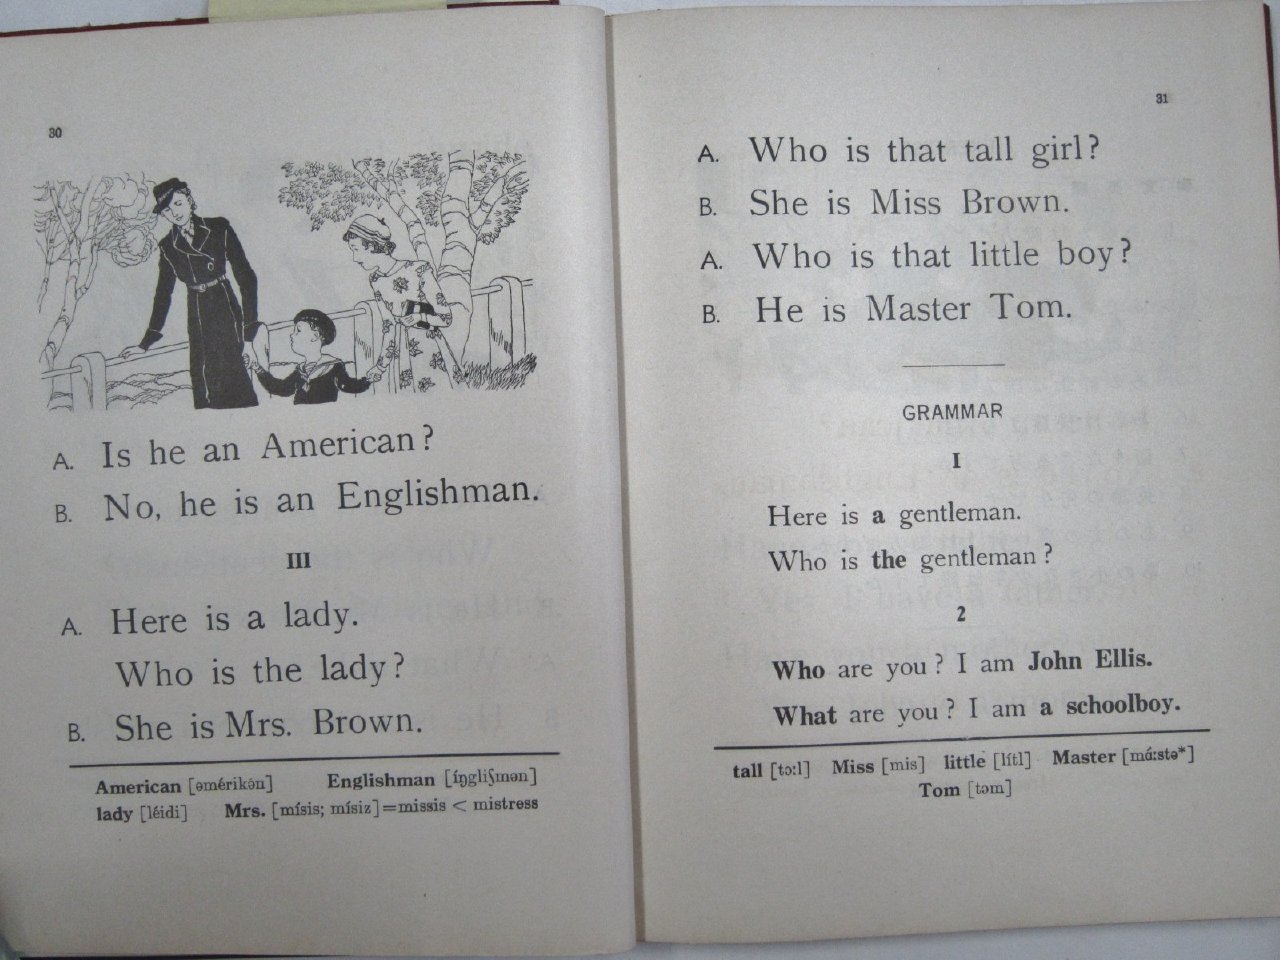 30
A. Is he an American?
B. No, he is an Englishman.
III
A. Here is a lady.
Who is the lady?
B. She is Mrs. Brown.
American [əmérikən] Englishman [íŋgliʃmən]
lady [léidi] Mrs. [mísis; mísiz]=missis < mistress
31
A. Who is that tall girl?
B. She is Miss Brown.
A. Who is that little boy?
B. He is Master Tom.
GRAMMAR
I
Here is a gentleman.
Who is the gentleman?
2
Who are you? I am John Ellis.
What are you? I am a schoolboy.
tall [tɔ:l] Miss [mis] little [lítl] Master [mɑ́:stə*]
Tom [tɔm]